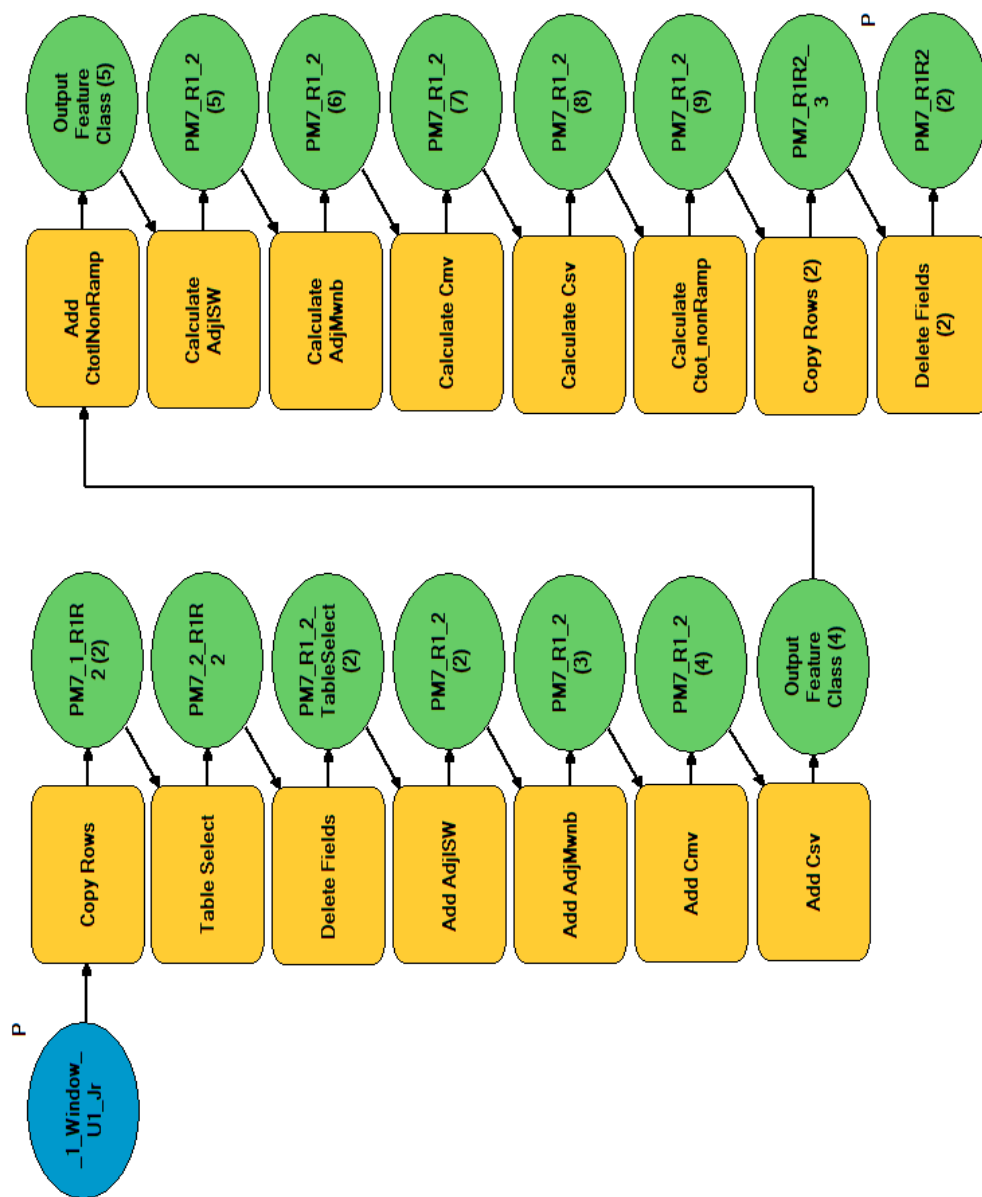 P
_1_Window_
U1_Jr
Copy Rows
PM7_1_R1R
2 (2)
Table Select
PM7_2_R1R
2
Delete Fields
PM7_R1_2_
TableSelect
(2)
Add AdjISW
PM7_R1_2
(2)
Add AdjMwnb
PM7_R1_2
(3)
Add Cmv
PM7_R1_2
(4)
Add Csv
Output
Feature
Class (4)
Add
CtotlNonRamp
Output
Feature
Class (5)
Calculate
AdjISW
PM7_R1_2
(5)
Calculate
AdjMwnb
PM7_R1_2
(6)
Calculate Cmv
PM7_R1_2
(7)
Calculate Csv
PM7_R1_2
(8)
Calculate
Ctot_nonRamp
PM7_R1_2
(9)
Copy Rows (2)
PM7_R1R2_
3
Delete Fields
(2)
P
PM7_R1R2
(2)